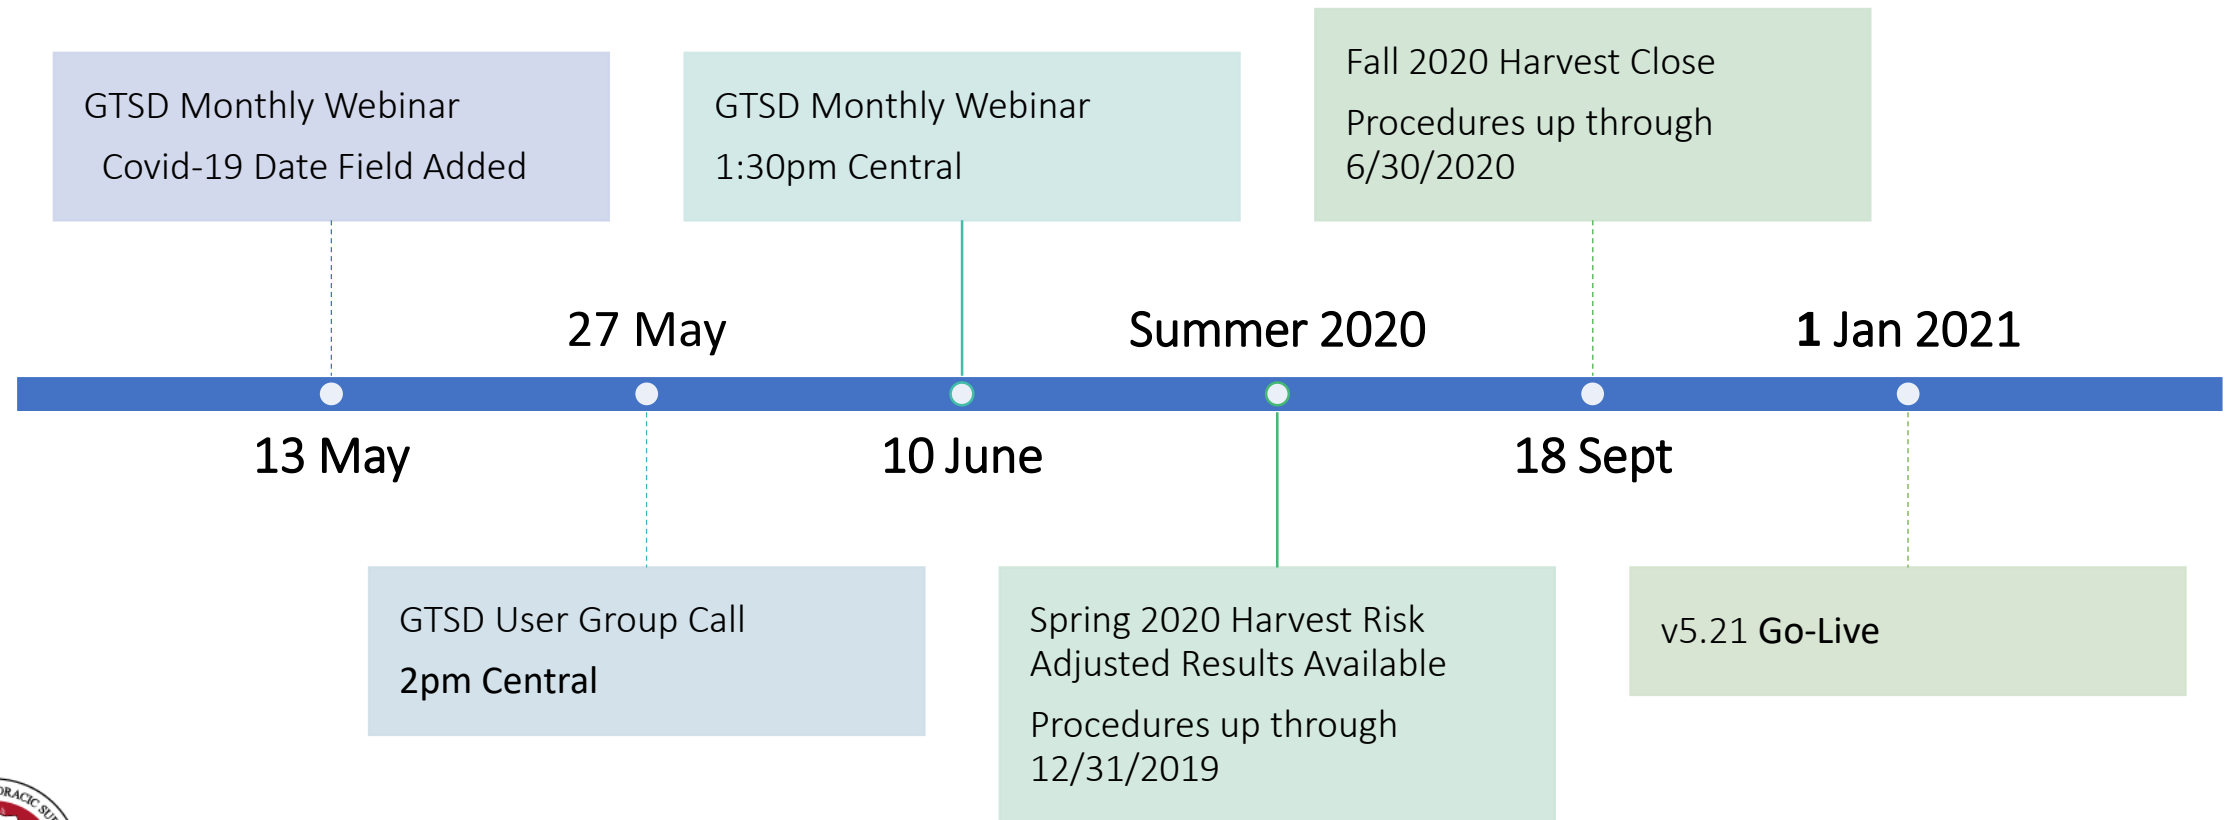 GTSD Monthly Webinar
Covid-19 Date Field Added
GTSD Monthly Webinar
1:30pm Central
Fall 2020 Harvest Close
Procedures up through
6/30/2020
27 May
Summer 2020
1 Jan 2021
13 May
10 June
18 Sept
GTSD User Group Call
2pm Central
Spring 2020 Harvest Risk
Adjusted Results Available
Procedures up through
12/31/2019
v5.21 Go-Live